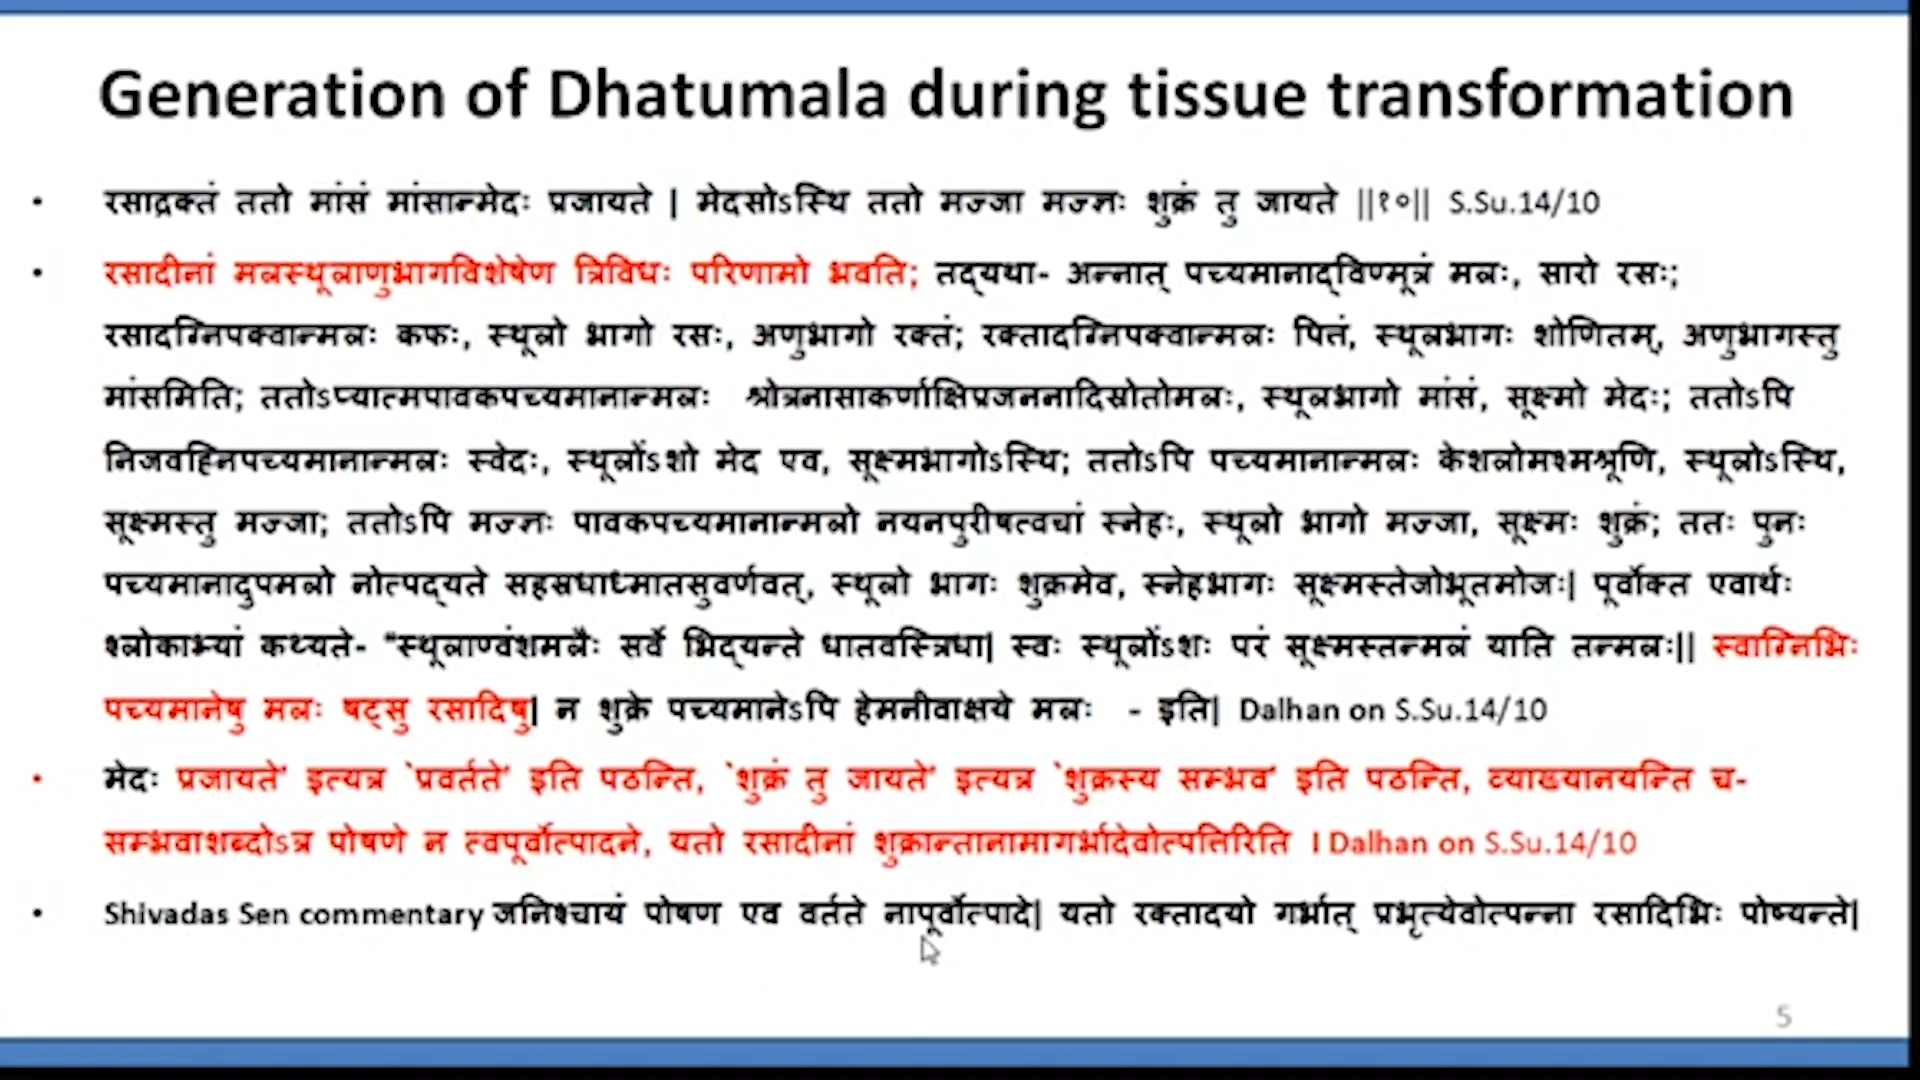 Generation of Dhatumala during tissue transformation
• रसाद्रक्तं ततो मांसं मांसान्मेदः प्रजायते | मेदसोऽस्थि ततो मज्जा मज्ज्ञः शुक्रं तु जायते ||१०|| S.Su.14/10
• रसादीनां मलस्थूलाणुभागविशेषेण त्रिविधः परिणामो भवति; तद्यथा- अन्नात् पच्यमानाद्विण्मूत्रं मलः, सारो रसः;
रसादग्निपक्वान्मलः कफः, स्थूलो भागो रसः, अणुभागो रक्तं; रक्तादग्निपक्वान्मलः पित्तं, स्थूलभागः शोणितम्, अणुभागस्तु
मांसमिति; ततोऽप्यात्मपावकपच्यमानान्मलः श्रोत्रनासाकर्णाक्षिप्रजननादिस्रोतोमलः, स्थूलभागो मांसं, सूक्ष्मो मेदः; ततोऽपि
निजवह्निपच्यमानान्मलः स्वेदः, स्थूलोंऽशो मेद एव, सूक्ष्मभागोऽस्थि; ततोऽपि पच्यमानान्मलः केशलोमश्मश्रूणि, स्थूलोऽस्थि,
सूक्ष्मस्तु मज्जा; ततोऽपि मज्ज्ञः पावकपच्यमानान्मलो नयनपुरीषत्वचां स्नेहः, स्थूलो भागो मज्जा, सूक्ष्मः शुक्रं; ततः पुनः
पच्यमानादुपमलो नोत्पद्यते सहस्रधाध्मातसुवर्णवत्, स्थूलो भागः शुक्रमेव, स्नेहभागः सूक्ष्मस्तेजोभूतमोजः| पूर्वोक्त एवार्थः
श्लोकाभ्यां कथ्यते- "स्थूलाण्वंशमलैः सर्वे भिद्यन्ते धातवस्त्रिधा| स्वः स्थूलोंऽशः परं सूक्ष्मस्तन्मलं याति तन्मलः|| स्वाग्निभिः
पच्यमानेषु मलः षट्सु रसादिषु| न शुक्रे पच्यमानेऽपि हेमनीवाक्षये मलः - इति| Dalhan on S.Su.14/10
• मेदः प्रजायते' इत्यत्र `प्रवर्तते' इति पठन्ति, `शुक्रं तु जायते' इत्यत्र `शुक्रस्य सम्भव' इति पठन्ति, व्याख्यानयन्ति च-
सम्भवाशब्दोऽत्र पोषणे न त्वपूर्वोत्पादने, यतो रसादीनां शुक्रान्तानामागर्भादेवोत्पत्तिरिति I Dalhan on S.Su.14/10
• Shivadas Sen commentary जनिश्चायं पोषण एव वर्तते नापूर्वोत्पादे| यतो रक्तादयो गर्भात् प्रभृत्येवोत्पन्ना रसादिभिः पोष्यन्ते|
5